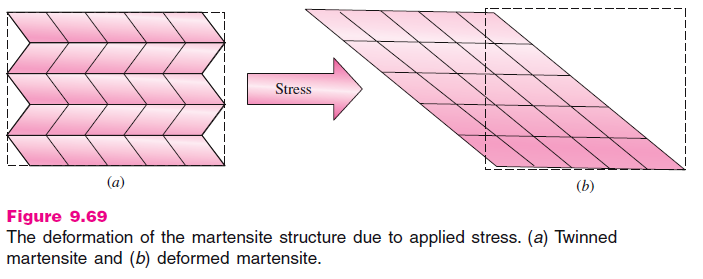 Stress
(a)
(b)
Figure 9.69
The deformation of the martensite structure due to applied stress. (a) Twinned
martensite and (b) deformed martensite.